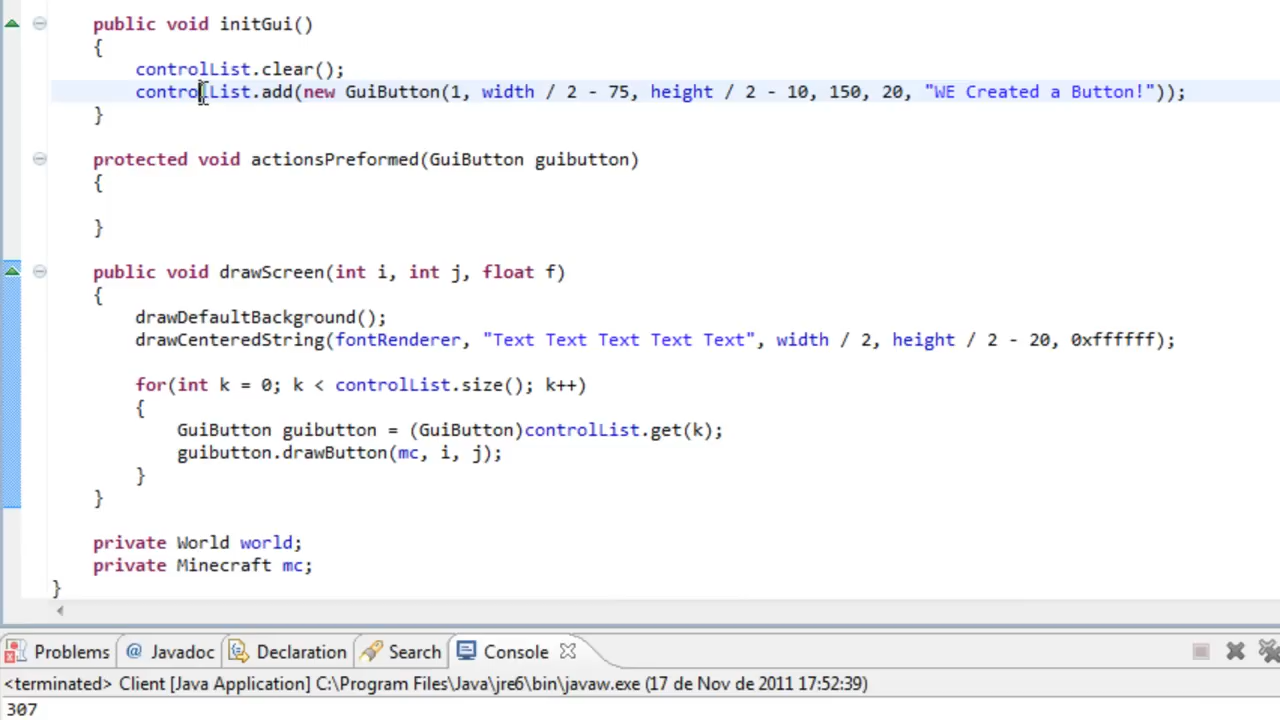 public void initGui()
{
controlList.clear();
controlList.add(new GuiButton(1, width / 2 - 75, height / 2 - 10, 150, 20, "WE Created a Button!"));
}
protected void actionsPreformed(GuiButton guibutton)
{
}
public void drawScreen(int i, int j, float f)
{
drawDefaultBackground();
drawCenteredString(fontRenderer, "Text Text Text Text Text", width / 2, height / 2 - 20, 0xffffff);
for(int k = 0; k < controlList.size(); k++)
{
GuiButton guibutton = (GuiButton)controlList.get(k);
guibutton.drawButton(mc, i, j);
}
}
private World world;
private Minecraft mc;
}
Problems @ Javadoc Declaration Search Console
<terminated> Client [Java Application] C:\Program Files\Java\jre6\bin\javaw.exe (17 de Nov de 2011 17:52:39)
307